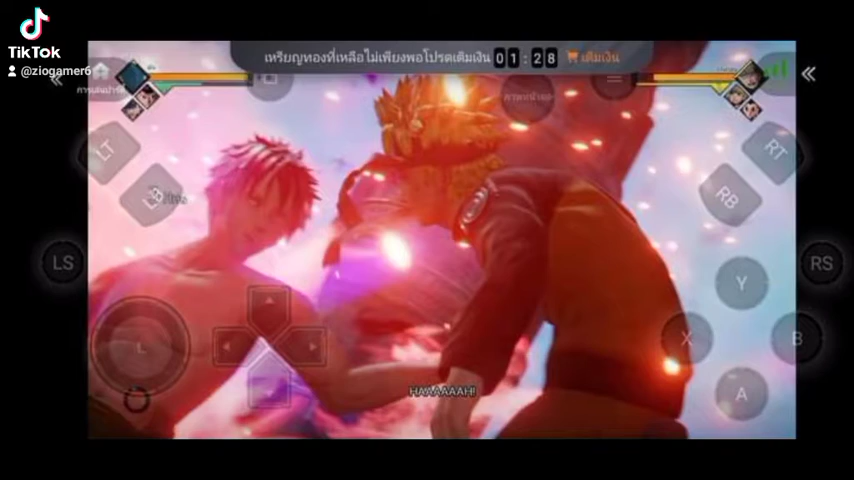 TikTok
@ziogamer6
เหรียญทองที่เหลือไม่เพียงพอโปรดเติมเงิน 01:28 เติมเงิน
LT
RT
LB
RB
LS
RS
Y
X
B
L
A
HAAAAAAH!